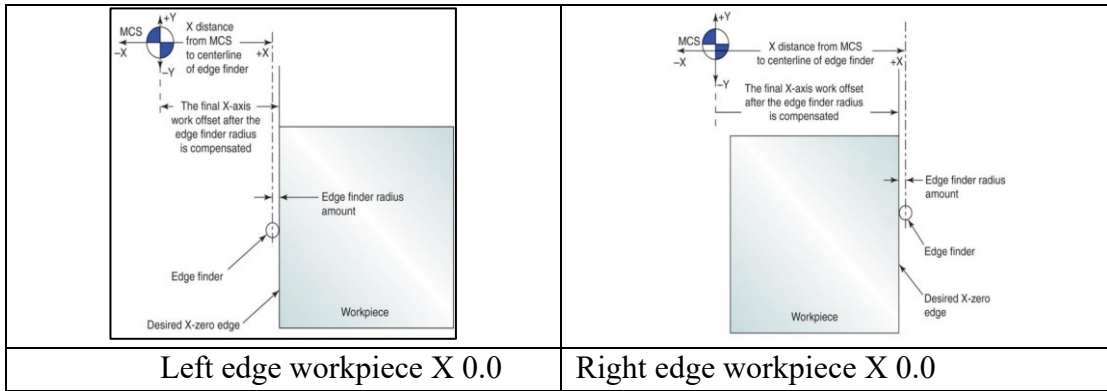 +Y
MCS
–X
–Y
X distance
from MCS
to centerline
of edge finder
+X
The final X-axis
work offset after
the edge finder
radius is
compensated
Edge finder radius
amount
Edge finder
Desired X-zero edge
Workpiece
Left edge workpiece X 0.0
+Y
MCS
–X
–Y
X distance from MCS
to centerline of edge finder
+X
The final X-axis work offset
after the edge finder radius
is compensated
Edge finder radius
amount
Edge finder
Desired X-zero
edge
Workpiece
Right edge workpiece X 0.0